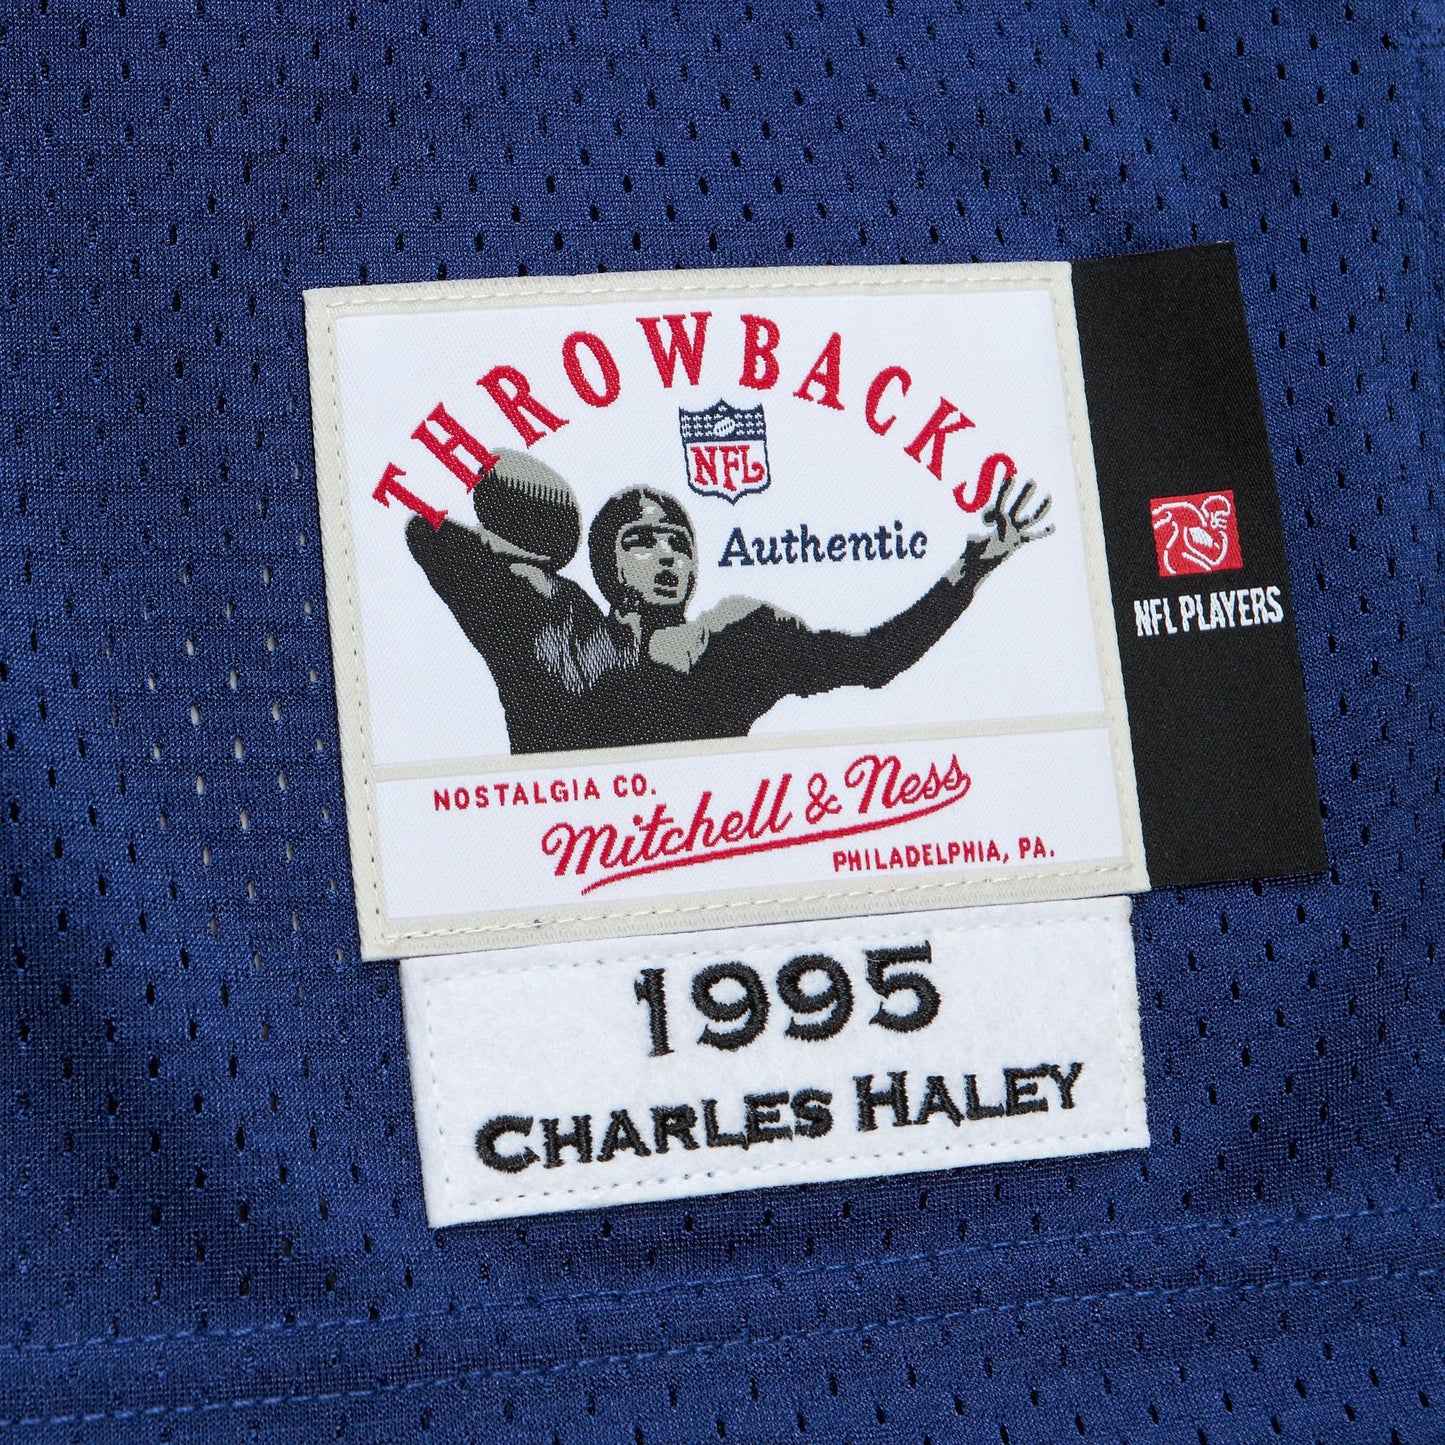 THROWBACKS
NFL
Authentic
NFL PLAYERS
NOSTALGIA CO.
Mitchell & Ness
PHILADELPHIA, PA.
1995
CHARLES HALEY